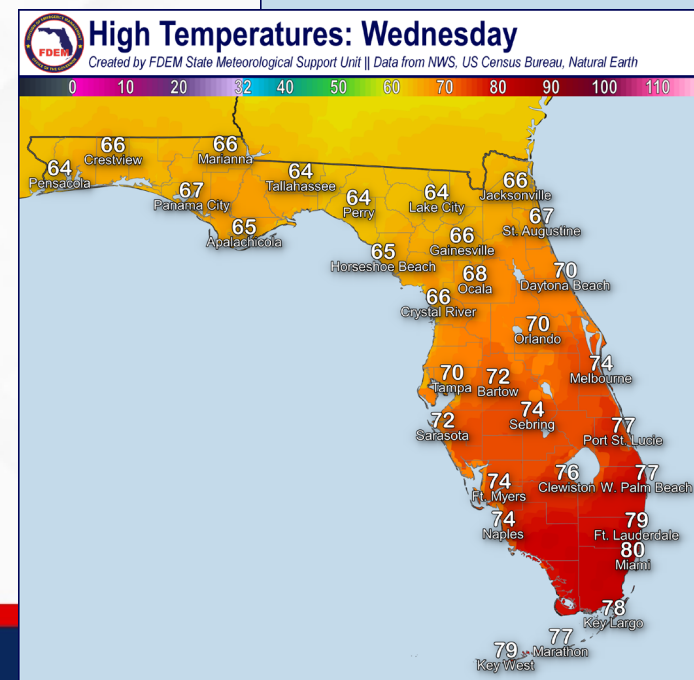 High Temperatures: Wednesday
Created by FDEM State Meteorological Support Unit || Data from NWS, US Census Bureau, Natural Earth
FDEM
0 10 20 32 40 50 60 70 80 90 100 110
66
Crestview
66
Marianna
64
Pensacola
64
Tallahassee
67
Panama City
65
Apalachicola
64
Perry
64
Lake City
66
Jacksonville
67
St. Augustine
66
Gainesville
65
Horseshoe Beach
68
Ocala
70
Daytona Beach
66
Crystal River
70
Orlando
74
Melbourne
70
Tampa
72
Bartow
74
Sebring
72
Sarasota
77
Port St. Lucie
74
Ft. Myers
76
Clewiston
77
W. Palm Beach
74
Naples
79
Ft. Lauderdale
80
Miami
78
Key Largo
77
Marathon
79
Key West